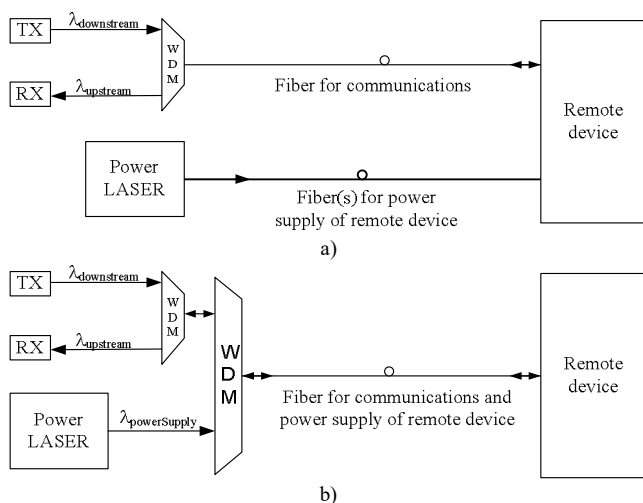 TX
λdownstream
W
D
M
RX
λupstream
Fiber for communications
Remote
device
Power
LASER
Fiber(s) for power
supply of remote device
a)
TX
λdownstream
W
D
M
RX
λupstream
W
D
M
Power
LASER
λpowerSupply
Fiber for communications and
power supply of remote device
Remote
device
b)